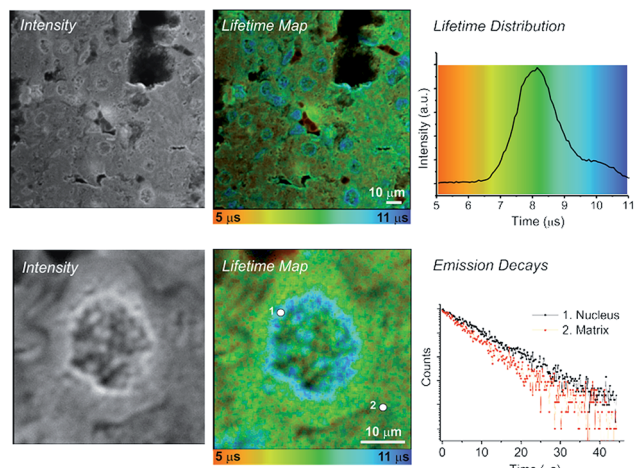 Intensity
Lifetime Map
Lifetime Distribution
Intensity (a.u.)
10 μm
5 μs
11 μs
5 6 7 8 9 10 11
Time (μs)
Intensity
Lifetime Map
Emission Decays
1
2
1. Nucleus
2. Matrix
Counts
10 μm
5 μs
11 μs
0 10 20 30 40